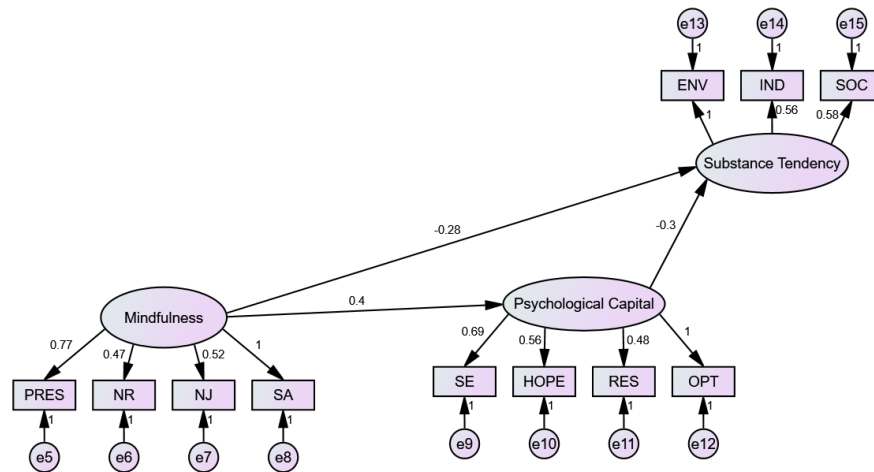 e13 e14 e15
1 1 1
ENV IND SOC
1 0.56 0.58
Substance Tendency
-0.28 -0.3
Mindfulness 0.4 Psychological Capital
0.77 0.47 0.52 1 0.69 0.56 0.48 1
PRES NR NJ SA SE HOPE RES OPT
1 1 1 1 1 1 1 1
e5 e6 e7 e8 e9 e10 e11 e12